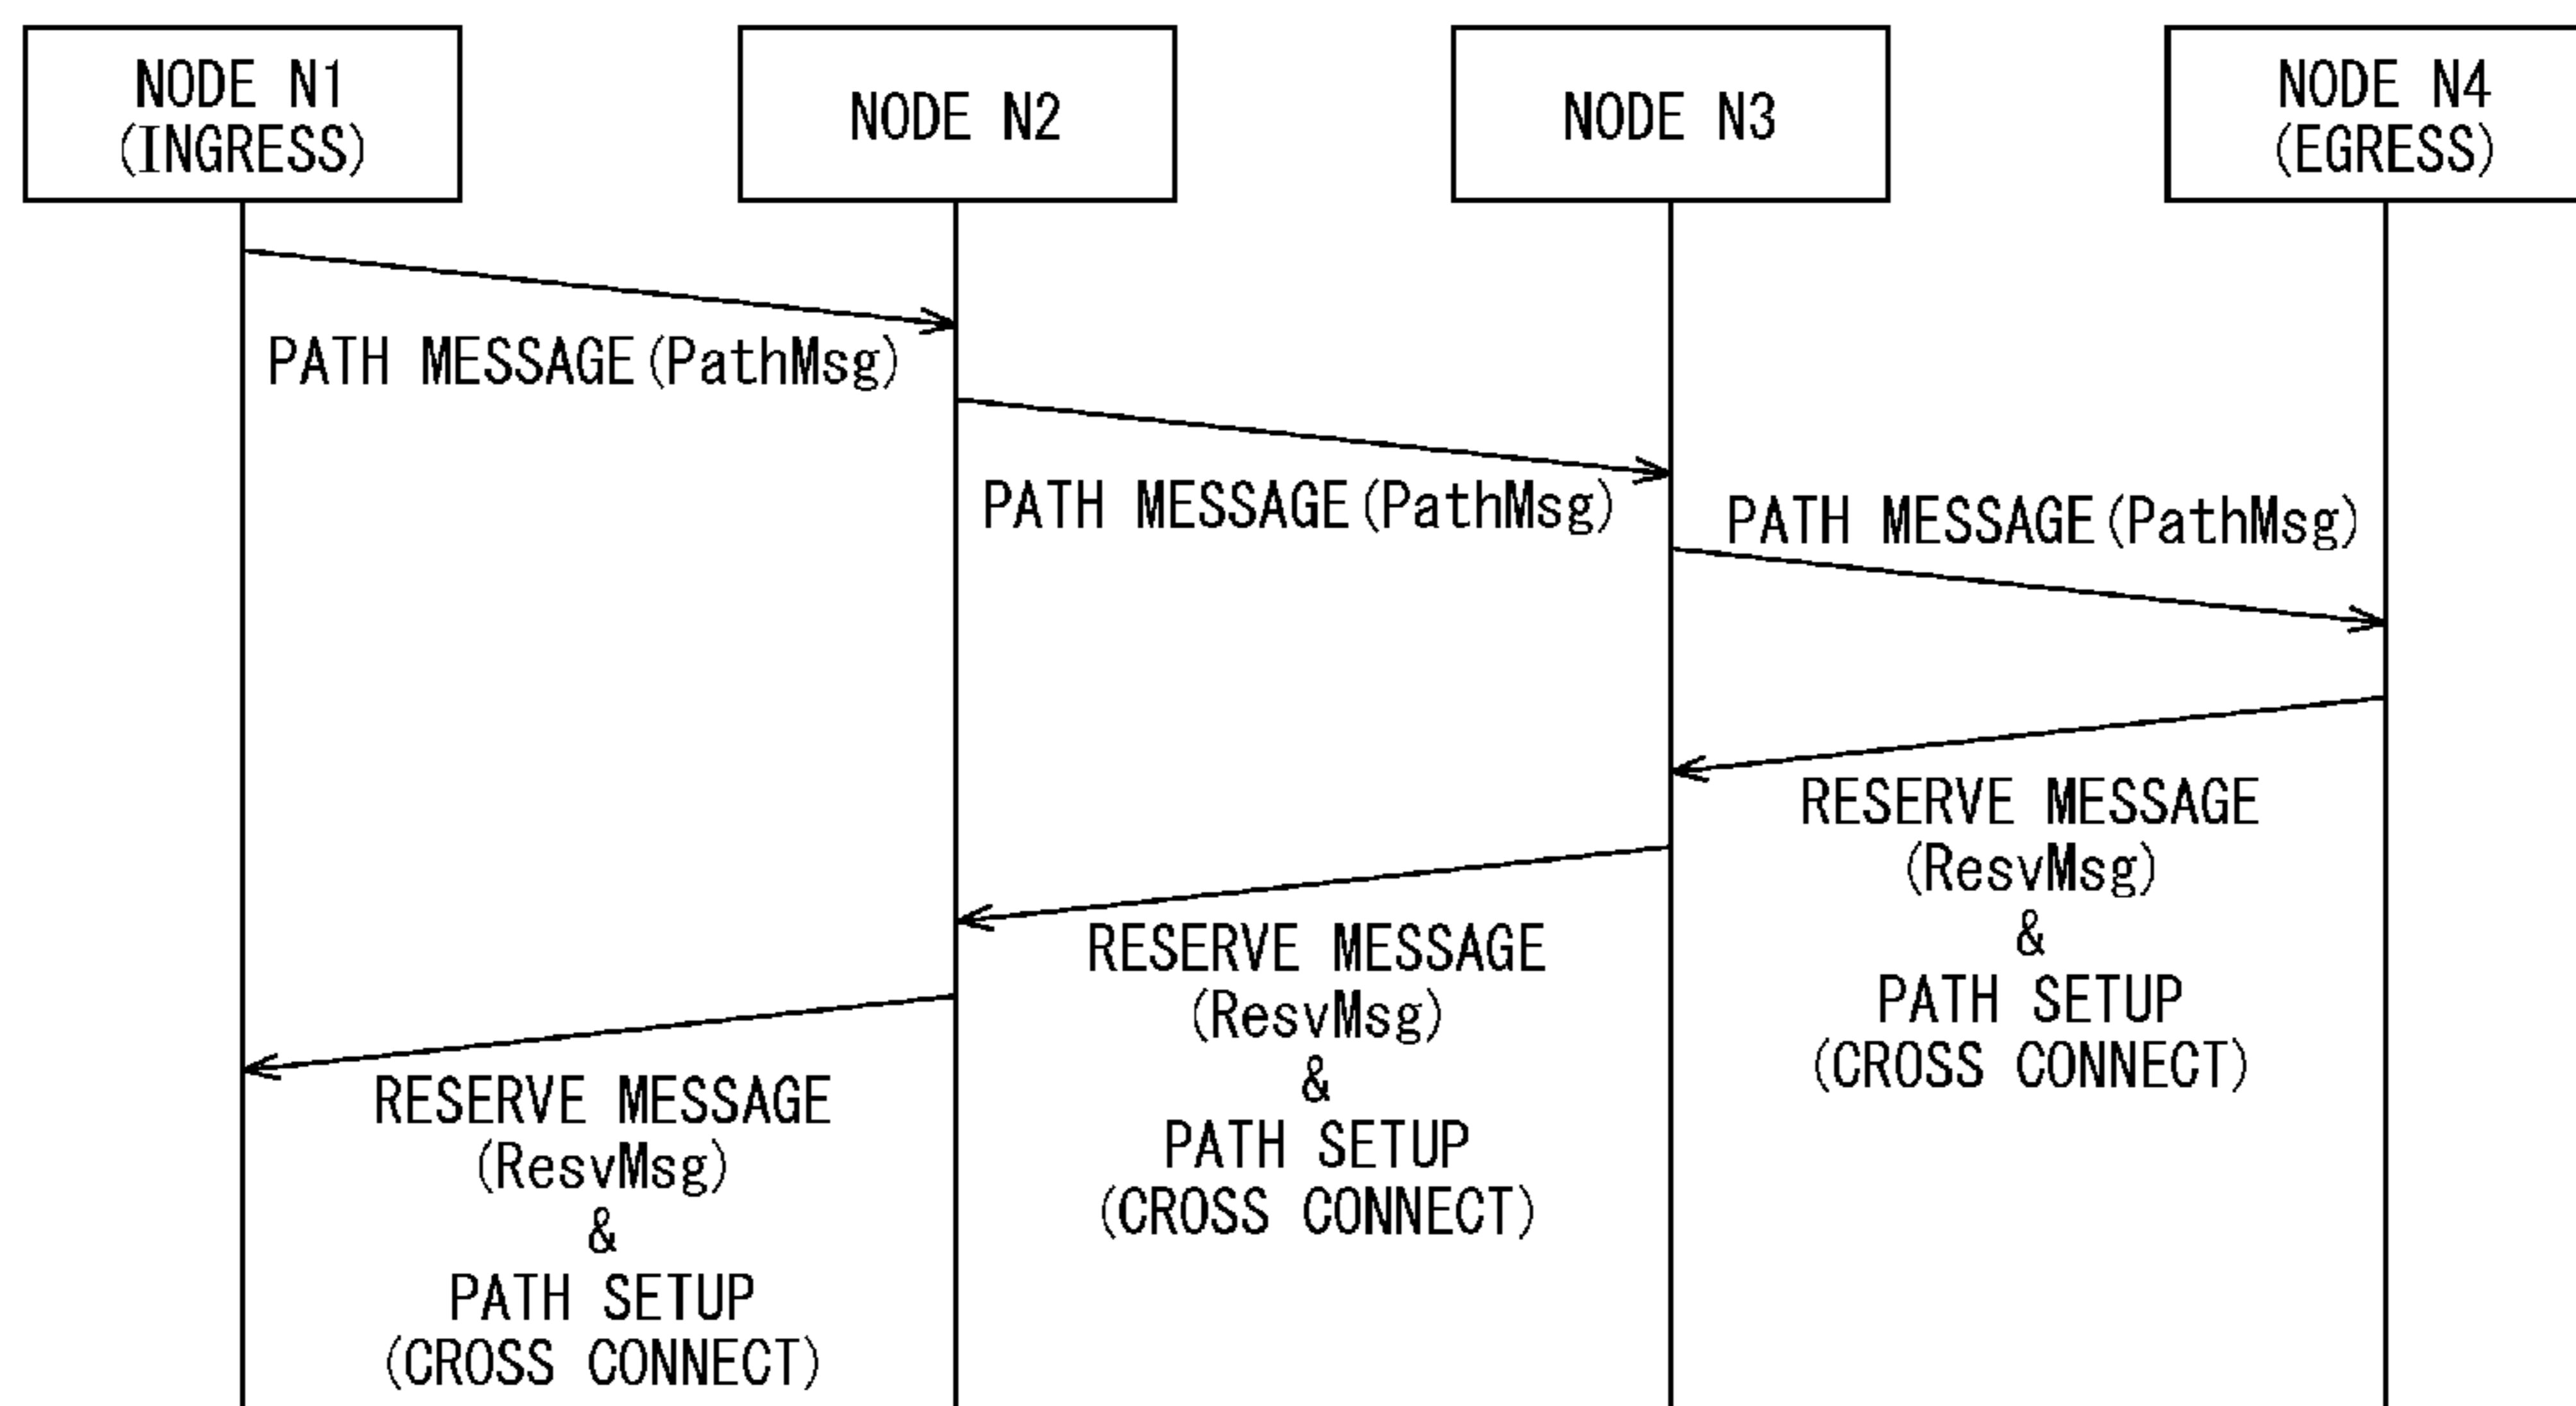 NODE N1
(INGRESS)
NODE N2
NODE N3
NODE N4
(EGRESS)
PATH MESSAGE(PathMsg)
PATH MESSAGE(PathMsg)
PATH MESSAGE(PathMsg)
RESERVE MESSAGE
(ResvMsg)
&
PATH SETUP
(CROSS CONNECT)
RESERVE MESSAGE
(ResvMsg)
&
PATH SETUP
(CROSS CONNECT)
RESERVE MESSAGE
(ResvMsg)
&
PATH SETUP
(CROSS CONNECT)